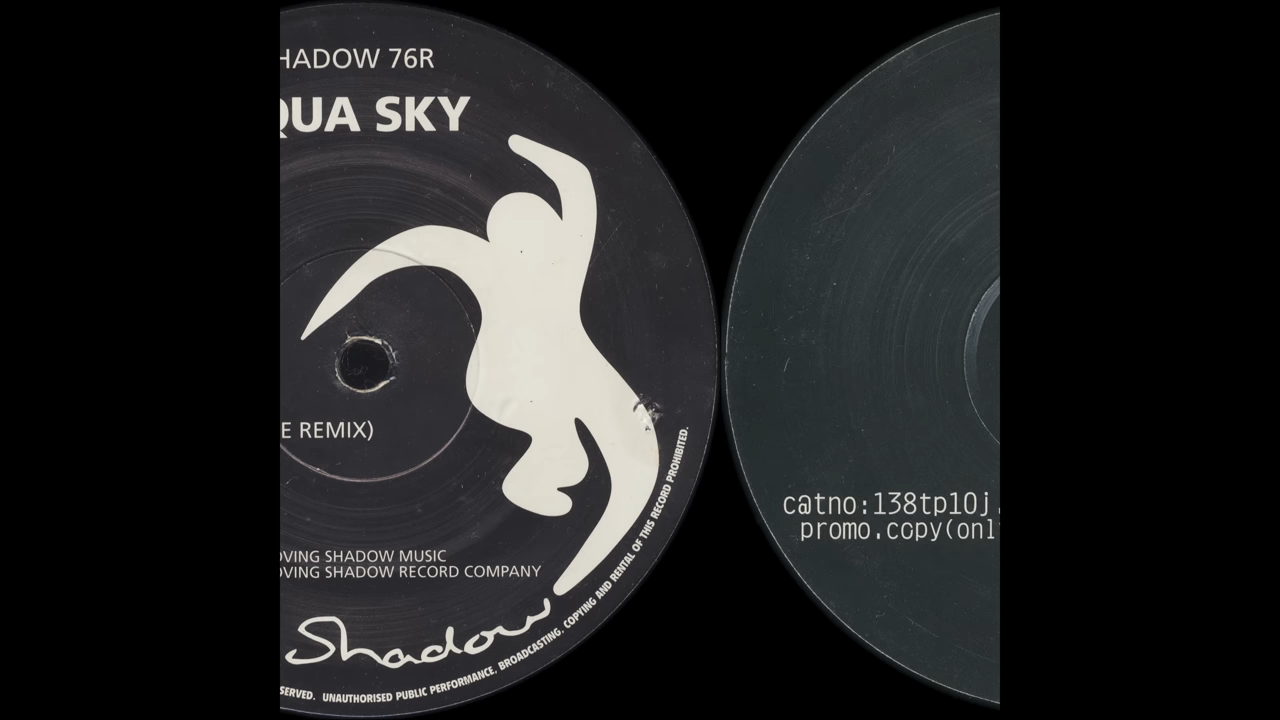 HADOW 76R
QUA SKY
E REMIX)
OVING SHADOW MUSIC
OVING SHADOW RECORD COMPANY
Shadow
SERVED. UNAUTHORISED PUBLIC PERFORMANCE, BROADCASTING, COPYING AND RENTAL OF THIS RECORD PROHIBITED.
c@tno:138tp10j.
promo.copy(onl